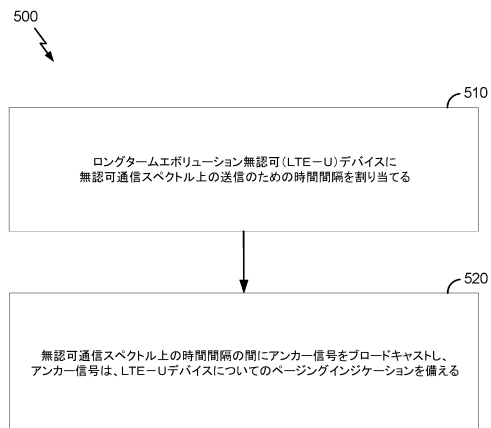 500
510
ロングタームエボリューション無認可(LTE-U)デバイスに
無認可通信スペクトル上の送信のための時間間隔を割り当てる
520
無認可通信スペクトル上の時間間隔の間にアンカー信号をブロードキャストし、
アンカー信号は、LTE-Uデバイスについてのページングインジケーションを備える